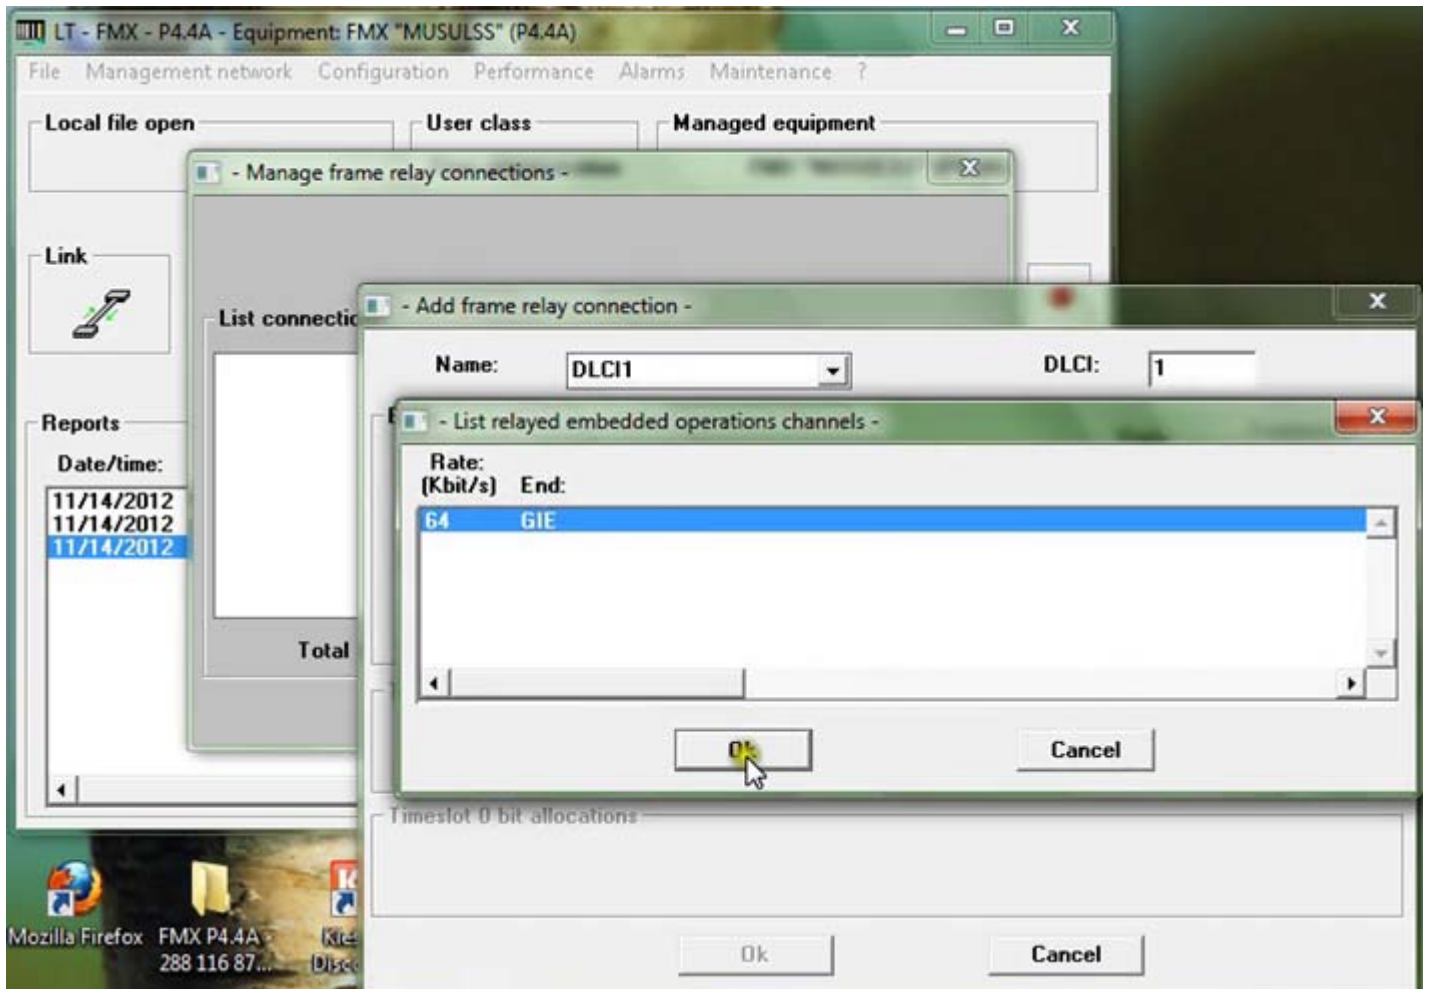 LT - FMX - P4.4A - Equipment: FMX "MUSULSS" (P4.4A)
File Management network Configuration Performance Alarms Maintenance ?
Local file open User class Managed equipment
- Manage frame relay connections -
Link
- Add frame relay connection -
List connectio
Name: DLCI1 DLCI: 1
Reports
- List relayed embedded operations channels -
Date/time:
Rate:
(Kbit/s) End:
11/14/2012
11/14/2012
11/14/2012
64 GIE
Total
Ok Cancel
Timeslot 0 bit allocations
Mozilla Firefox FMX P4.4A -
288 116 87...
Ok Cancel